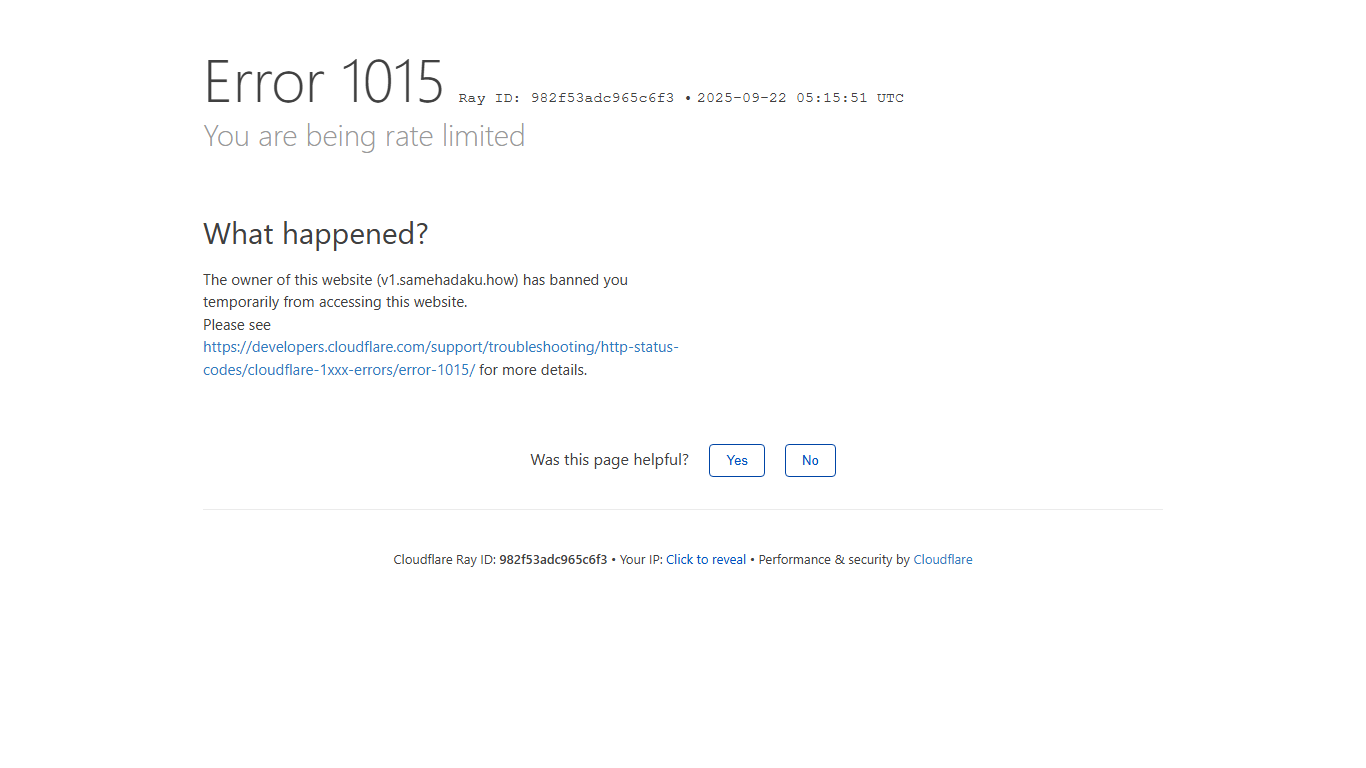 Error 1015 Ray ID: 982f53adc965c6f3 • 2025-09-22 05:15:51 UTC
You are being rate limited
What happened?
The owner of this website (v1.samehadaku.how) has banned you
temporarily from accessing this website.
Please see
https://developers.cloudflare.com/support/troubleshooting/http-status-
codes/cloudflare-1xxx-errors/error-1015/ for more details.
Was this page helpful? Yes No
Cloudflare Ray ID: 982f53adc965c6f3 • Your IP: Click to reveal • Performance & security by Cloudflare